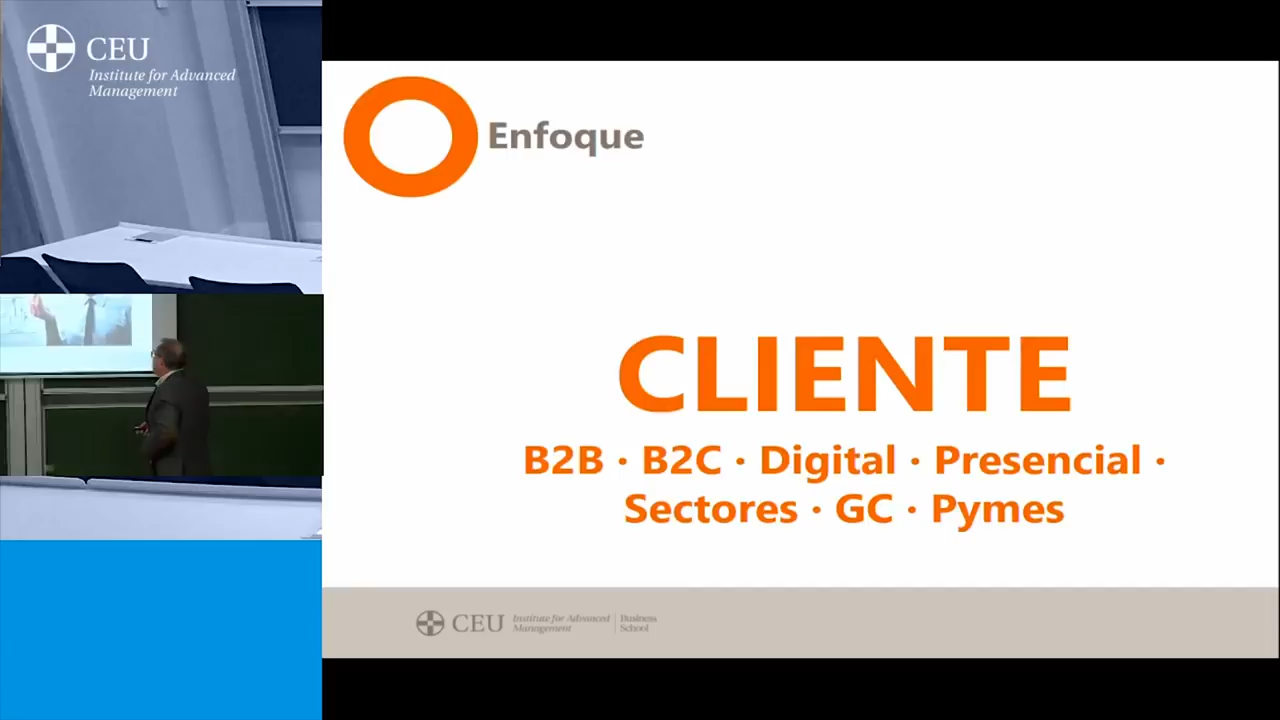 CEU
Institute for Advanced
Management
Enfoque
CLIENTE
B2B · B2C · Digital · Presencial ·
Sectores · GC · Pymes
CEU Institute for Advanced Management | Business School